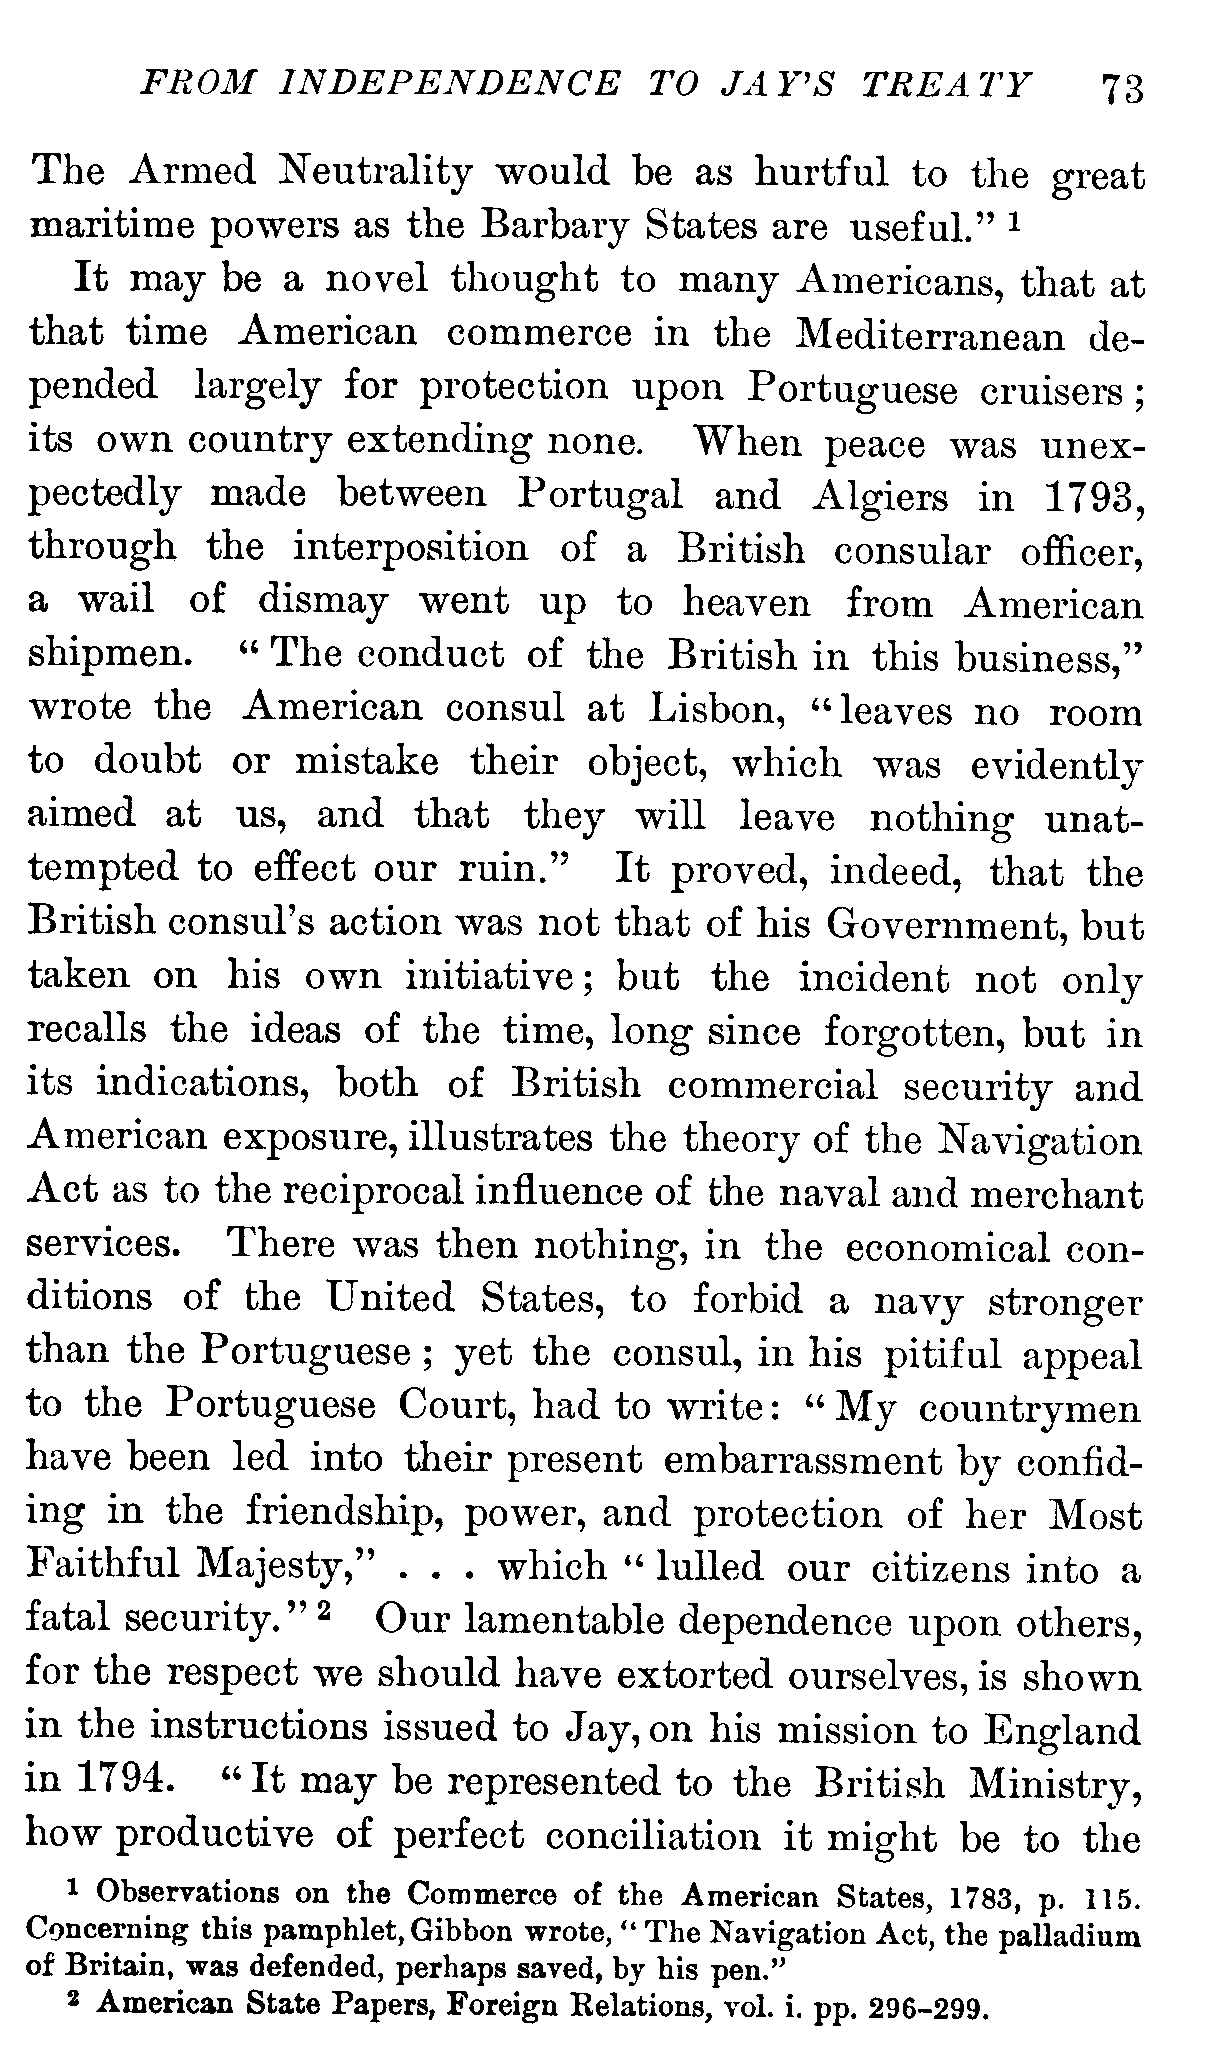 FROM INDEPENDENCE TO JAY'S TREATY 73
The Armed Neutrality would be as hurtful to the great
maritime powers as the Barbary States are useful." 1
It may be a novel thought to many Americans, that at
that time American commerce in the Mediterranean de-
pended largely for protection upon Portuguese cruisers;
its own country extending none. When peace was unex-
pectedly made between Portugal and Algiers in 1793,
through the interposition of a British consular officer,
a wail of dismay went up to heaven from American
shipmen. "The conduct of the British in this business,"
wrote the American consul at Lisbon, "leaves no room
to doubt or mistake their object, which was evidently
aimed at us, and that they will leave nothing unat-
tempted to effect our ruin." It proved, indeed, that the
British consul's action was not that of his Government, but
taken on his own initiative; but the incident not only
recalls the ideas of the time, long since forgotten, but in
its indications, both of British commercial security and
American exposure, illustrates the theory of the Navigation
Act as to the reciprocal influence of the naval and merchant
services. There was then nothing, in the economical con-
ditions of the United States, to forbid a navy stronger
than the Portuguese; yet the consul, in his pitiful appeal
to the Portuguese Court, had to write: "My countrymen
have been led into their present embarrassment by confid-
ing in the friendship, power, and protection of her Most
Faithful Majesty," . . . which "lulled our citizens into a
fatal security." 2 Our lamentable dependence upon others,
for the respect we should have extorted ourselves, is shown
in the instructions issued to Jay, on his mission to England
in 1794. "It may be represented to the British Ministry,
how productive of perfect conciliation it might be to the
1 Observations on the Commerce of the American States, 1783, p. 115.
Concerning this pamphlet, Gibbon wrote, "The Navigation Act, the palladium
of Britain, was defended, perhaps saved, by his pen."
2 American State Papers, Foreign Relations, vol. i. pp. 296-299.